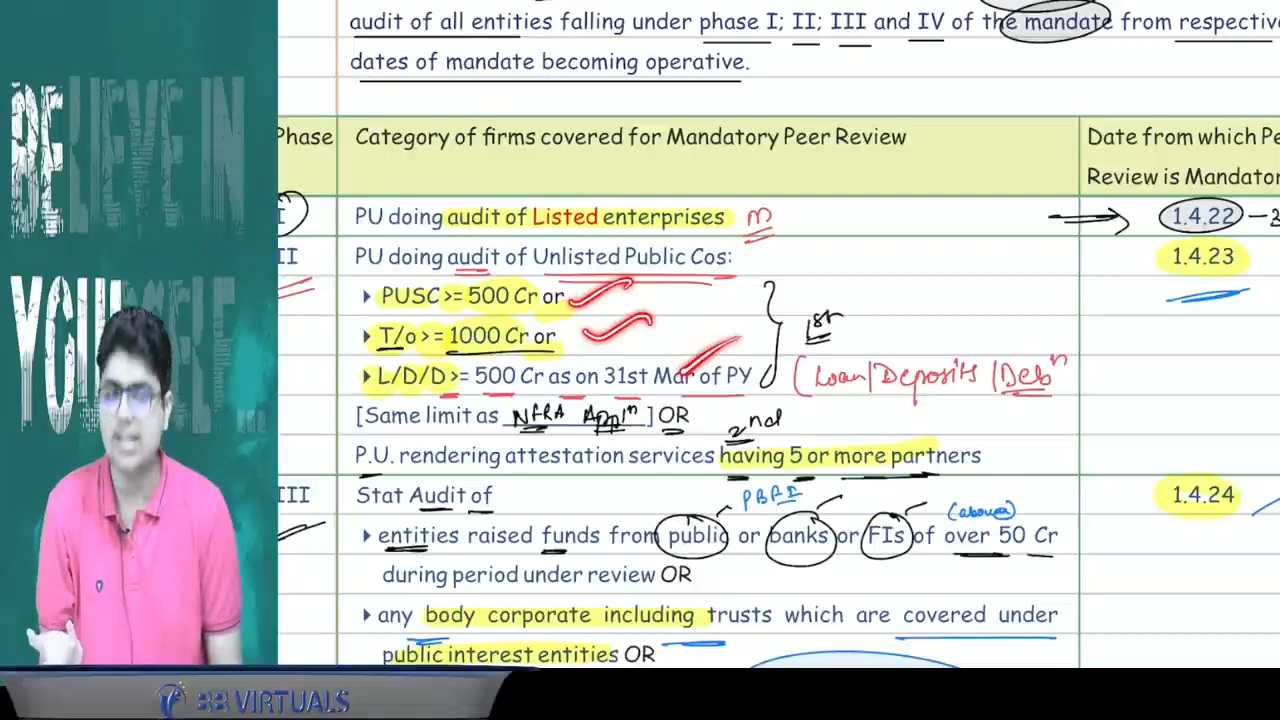 BELIEVE IN
YOURSELF...
audit of all entities falling under phase I; II; III and IV of the mandate from respectiv
dates of mandate becoming operative.
Phase Category of firms covered for Mandatory Peer Review Date from which Pe
Review is Mandator
I PU doing audit of Listed enterprises m 1.4.22
II PU doing audit of Unlisted Public Cos: 1.4.23
PUSC >= 500 Cr or
T/o >= 1000 Cr or 1st
L/D/D >= 500 Cr as on 31st Mar of PY (Loan/Deposits/Debn
[Same limit as NFRA Appln ] OR
2nd
P.U. rendering attestation services having 5 or more partners
III Stat Audit of PBFI 1.4.24
(above)
entities raised funds from public or banks or FIs of over 50 Cr
during period under review OR
any body corporate including trusts which are covered under
public interest entities OR
BB VIRTUALS